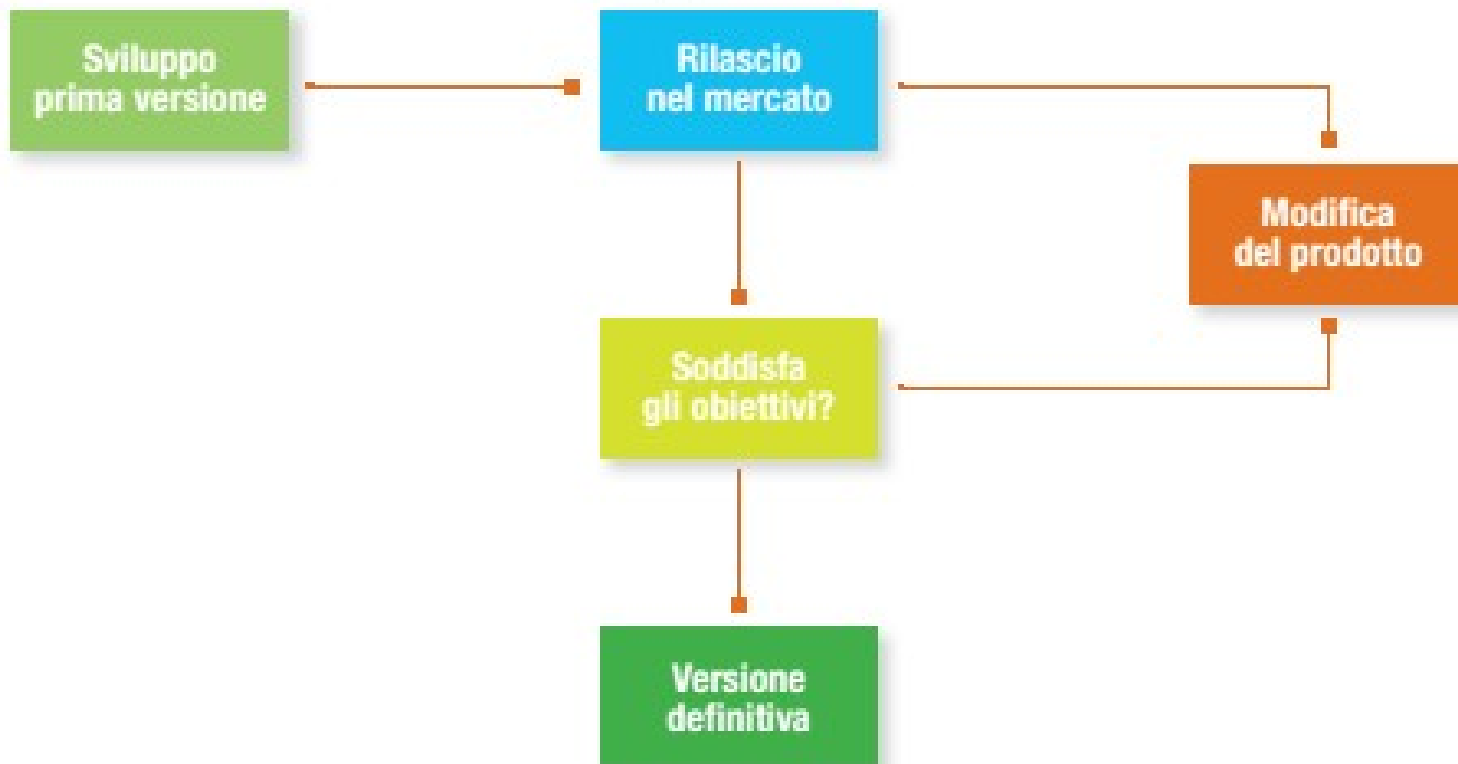 Sviluppo
prima versione
Rilascio
nel mercato
Modifica
del prodotto
Soddisfa
gli obiettivi?
Versione
definitiva